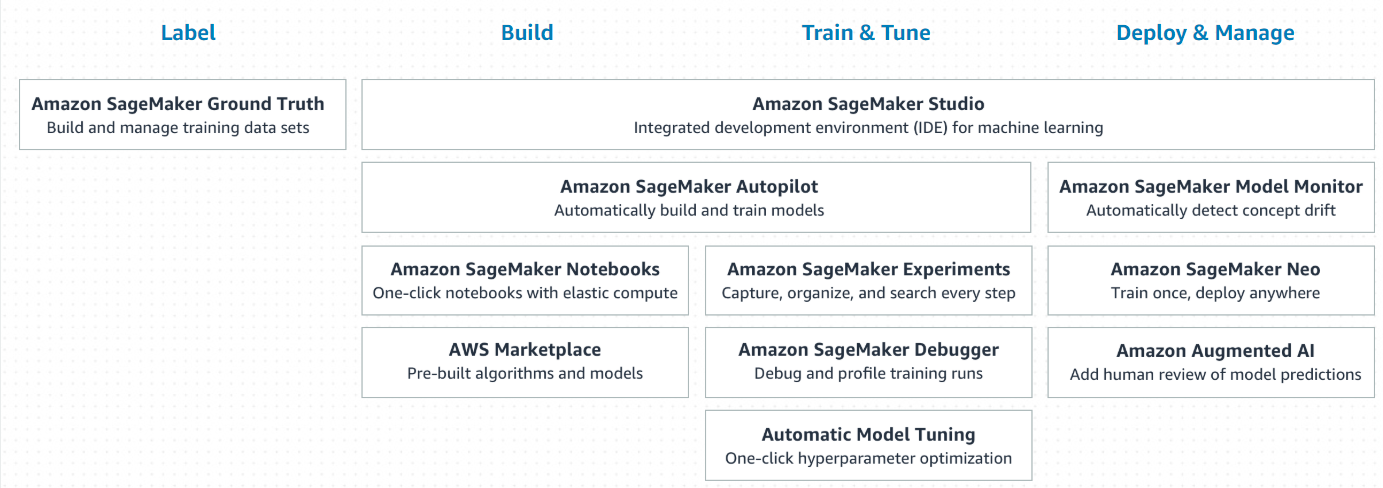 Label
Build
Train & Tune
Deploy & Manage
Amazon SageMaker Ground Truth
Build and manage training data sets
Amazon SageMaker Studio
Integrated development environment (IDE) for machine learning
Amazon SageMaker Autopilot
Automatically build and train models
Amazon SageMaker Model Monitor
Automatically detect concept drift
Amazon SageMaker Notebooks
One-click notebooks with elastic compute
Amazon SageMaker Experiments
Capture, organize, and search every step
Amazon SageMaker Neo
Train once, deploy anywhere
AWS Marketplace
Pre-built algorithms and models
Amazon SageMaker Debugger
Debug and profile training runs
Amazon Augmented AI
Add human review of model predictions
Automatic Model Tuning
One-click hyperparameter optimization